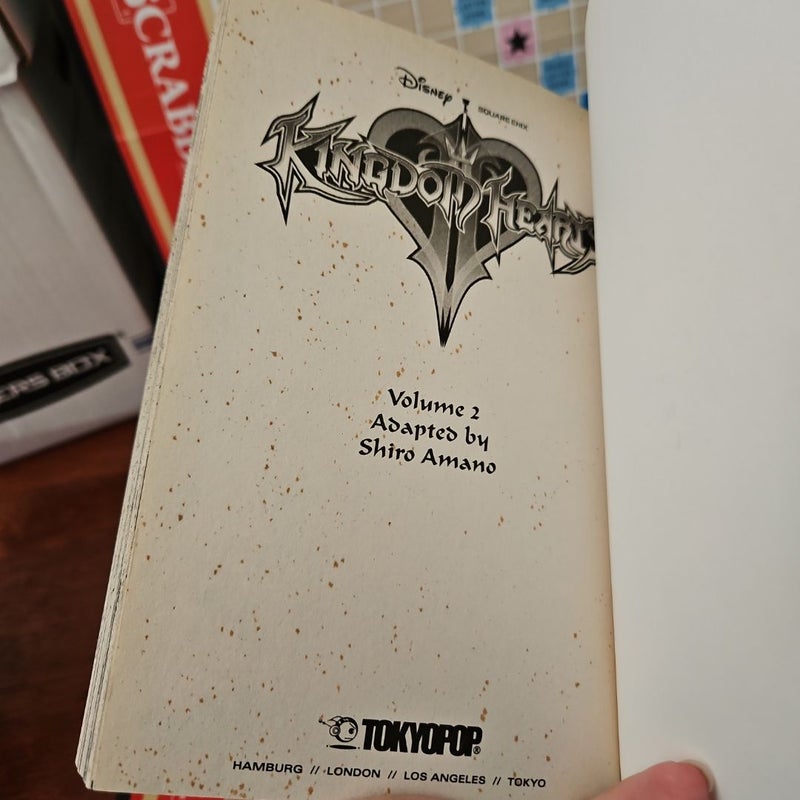 SCRABB
DISNEY
SQUARE ENIX
KINGDOM HEARTS
Volume 2
Adapted by
Shiro Amano
TOKYOPOP®
HAMBURG // LONDON // LOS ANGELES // TOKYO
ERS BOX